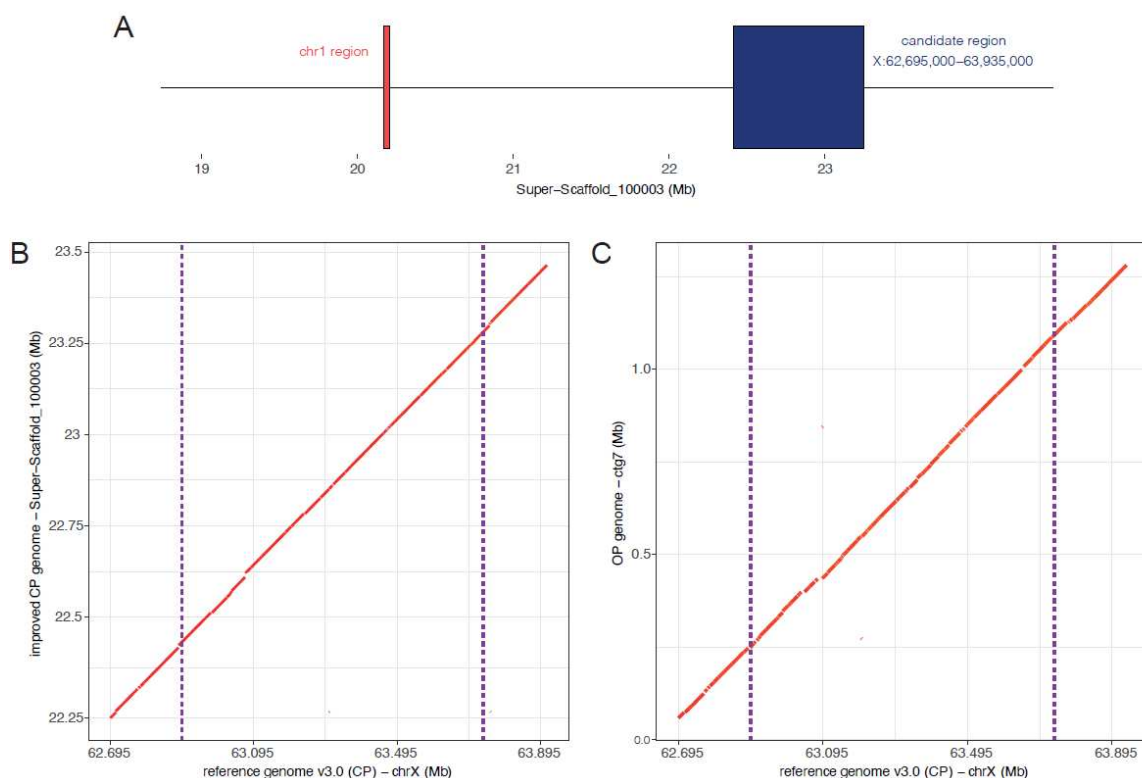 A
chr1 region
candidate region
X:62,695,000–63,935,000
19 20 21 22 23
Super–Scaffold_100003 (Mb)
B
improved CP genome – Super–Scaffold_100003 (Mb)
23.5
23.25
23
22.75
22.5
22.25
62.695 63.095 63.495 63.895
reference genome v3.0 (CP) – chrX (Mb)
C
OP genome – ctg7 (Mb)
1.0
0.5
0.0
62.695 63.095 63.495 63.895
reference genome v3.0 (CP) – chrX (Mb)